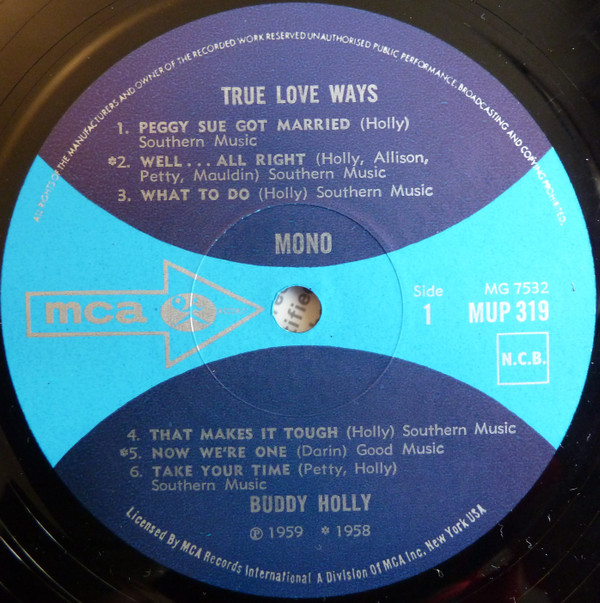 ALL RIGHTS OF THE MANUFACTURERS AND OWNER OF THE RECORDED WORK RESERVED UNAUTHORISED PUBLIC PERFORMANCE, BROADCASTING AND COPYING PROHIBITED.
TRUE LOVE WAYS
1. PEGGY SUE GOT MARRIED (Holly)
Southern Music
*2. WELL... ALL RIGHT (Holly, Allison,
Petty, Mauldin) Southern Music
3. WHAT TO DO (Holly) Southern Music
MONO
mca
Side
1
MG 7532
MUP 319
N.C.B.
4. THAT MAKES IT TOUGH (Holly) Southern Music
*5. NOW WE'RE ONE (Darin) Good Music
6. TAKE YOUR TIME (Petty, Holly)
Southern Music
BUDDY HOLLY
℗ 1959 * 1958
Licensed By MCA Records International A Division Of MCA Inc. New York USA